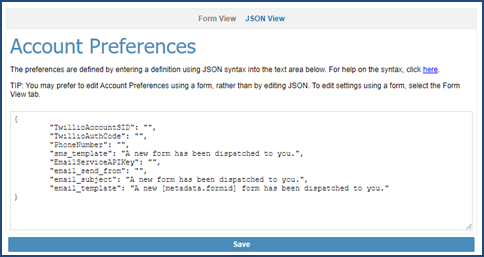 Form View JSON View
Account Preferences
The preferences are defined by entering a definition using JSON syntax into the text area below. For help on the syntax, click here.
TIP: You may prefer to edit Account Preferences using a form, rather than by editing JSON. To edit settings using a form, select the Form
View tab.
{
"TwillioAccountSID": "",
"TwillioAuthCode": "",
"PhoneNumber": "",
"sms_template": "A new form has been dispatched to you.",
"EmailServiceAPIKey": "",
"email_send_from": "",
"email_subject": "A new form has been dispatched to you.",
"email_template": "A new [metadata.formid] form has been dispatched to you."
}
Save